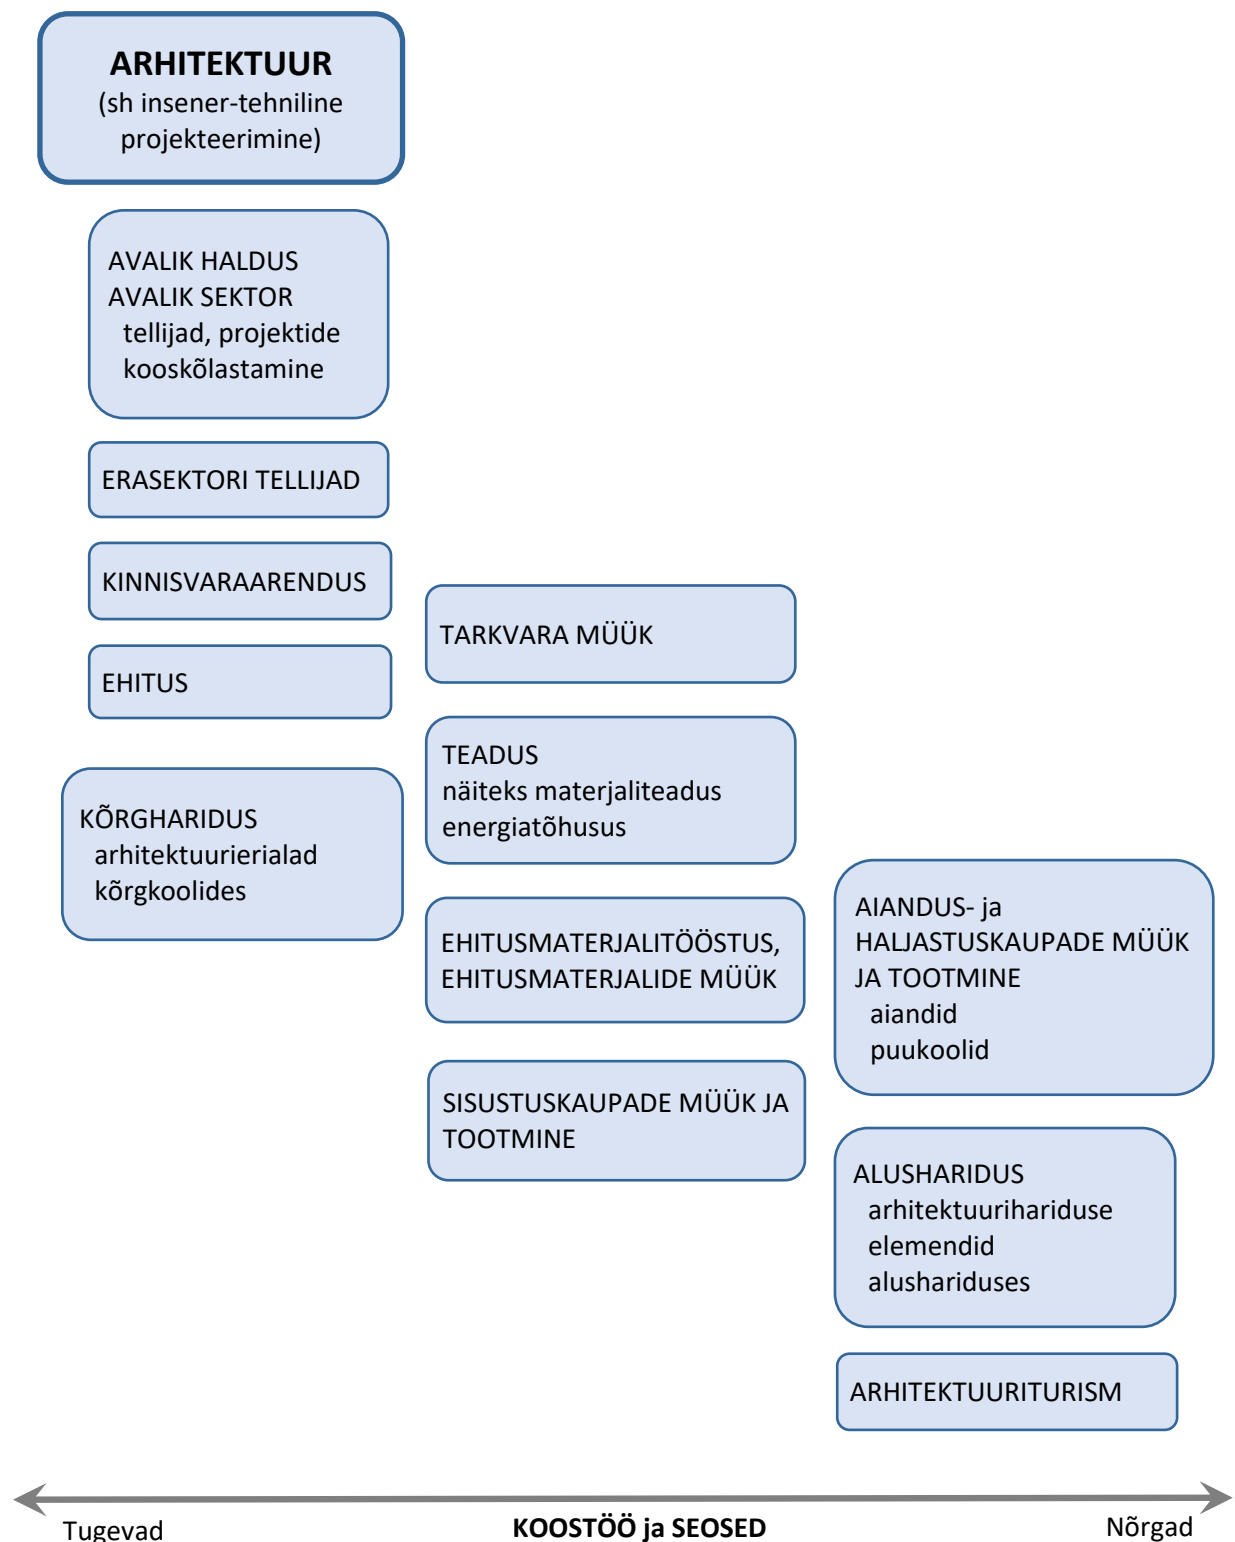 ARHITEKTUUR
(sh insener-tehniline
projekteerimine)
AVALIK HALDUS
AVALIK SEKTOR
tellijad, projektide
kooskõlastamine
ERASEKTORI TELLIJAD
KINNISVARAARENDUS
EHITUS
KÕRGHARIDUS
arhitektuurierialad
kõrgkoolides
TARKVARA MÜÜK
TEADUS
näiteks materjaliteadus
energiatõhusus
EHITUSMATERJALITÖÖSTUS,
EHITUSMATERJALIDE MÜÜK
SISUSTUSKAUPADE MÜÜK JA
TOOTMINE
AIANDUS- ja
HALJASTUSKAUPADE MÜÜK
JA TOOTMINE
aiandid
puukoolid
ALUSHARIDUS
arhitektuurihariduse
elemendid
alushariduses
ARHITEKTUURITURISM
Tugevad
KOOSTÖÖ ja SEOSED
Nõrgad